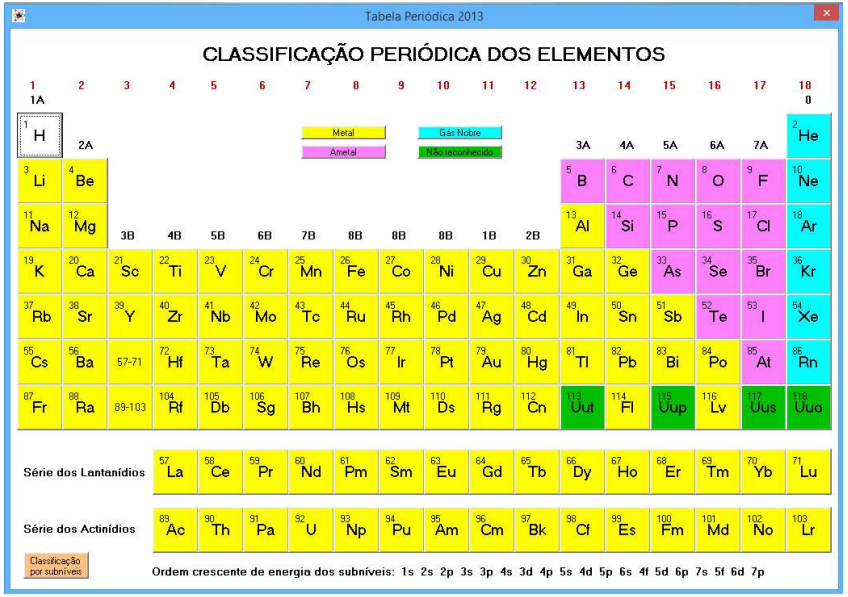 Tabela Periódica 2013
CLASSIFICAÇÃO PERIÓDICA DOS ELEMENTOS
1 2 3 4 5 6 7 8 9 10 11 12 13 14 15 16 17 18
1A 0
Metal Gás Nobre
Ametal Não reconhecido
1 H 2A 3A 4A 5A 6A 7A 2 He
3 Li 4 Be 5 B 6 C 7 N 8 O 9 F 10 Ne
11 Na 12 Mg 3B 4B 5B 6B 7B 8B 8B 8B 1B 2B 13 Al 14 Si 15 P 16 S 17 Cl 18 Ar
19 K 20 Ca 21 Sc 22 Ti 23 V 24 Cr 25 Mn 26 Fe 27 Co 28 Ni 29 Cu 30 Zn 31 Ga 32 Ge 33 As 34 Se 35 Br 36 Kr
37 Rb 38 Sr 39 Y 40 Zr 41 Nb 42 Mo 43 Tc 44 Ru 45 Rh 46 Pd 47 Ag 48 Cd 49 In 50 Sn 51 Sb 52 Te 53 I 54 Xe
55 Cs 56 Ba 57-71 72 Hf 73 Ta 74 W 75 Re 76 Os 77 Ir 78 Pt 79 Au 80 Hg 81 Tl 82 Pb 83 Bi 84 Po 85 At 86 Rn
87 Fr 88 Ra 89-103 104 Rf 105 Db 106 Sg 107 Bh 108 Hs 109 Mt 110 Ds 111 Rg 112 Cn 113 Uut 114 Fl 115 Uup 116 Lv 117 Uus 118 Uuo
Série dos Lantanídios 57 La 58 Ce 59 Pr 60 Nd 61 Pm 62 Sm 63 Eu 64 Gd 65 Tb 66 Dy 67 Ho 68 Er 69 Tm 70 Yb 71 Lu
Série dos Actinídios 89 Ac 90 Th 91 Pa 92 U 93 Np 94 Pu 95 Am 96 Cm 97 Bk 98 Cf 99 Es 100 Fm 101 Md 102 No 103 Lr
Classificação
por subníveis
Ordem crescente de energia dos subníveis: 1s 2s 2p 3s 3p 4s 3d 4p 5s 4d 5p 6s 4f 5d 6p 7s 5f 6d 7p